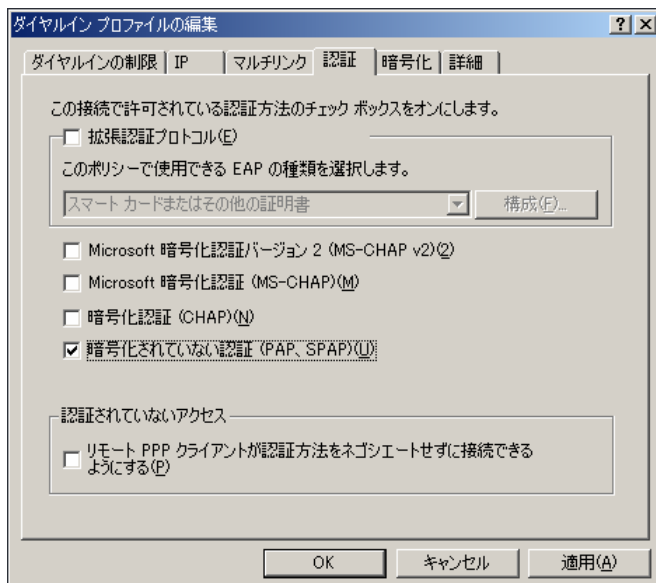 ダイヤルイン プロファイルの編集
ダイヤルインの制限 IP マルチリンク 認証 暗号化 詳細
この接続で許可されている認証方法のチェック ボックスをオンにします。
拡張認証プロトコル(E)
このポリシーで使用できる EAP の種類を選択します。
スマート カードまたはその他の証明書 構成(F)...
Microsoft 暗号化認証バージョン 2 (MS-CHAP v2)(2)
Microsoft 暗号化認証 (MS-CHAP)(M)
暗号化認証 (CHAP)(N)
暗号化されていない認証 (PAP、SPAP)(U)
認証されていないアクセス
リモート PPP クライアントが認証方法をネゴシエートせずに接続できる
ようにする(P)
OK キャンセル 適用(A)